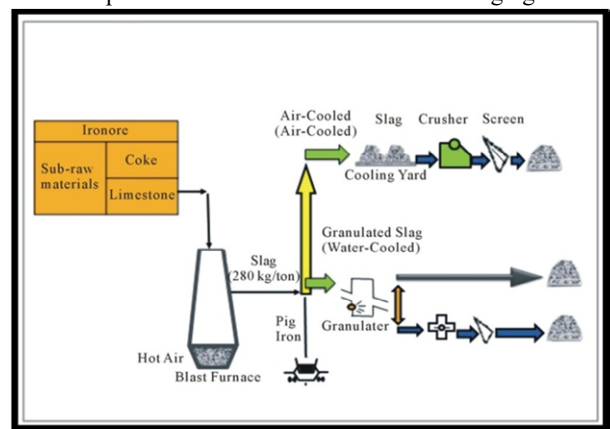 Air-Cooled
(Air-Cooled)
Slag
Crusher
Screen
Ironore
Sub-raw
materials
Coke
Limestone
Cooling Yard
Granulated Slag
(Water-Cooled)
Slag
(280 kg/ton)
Pig
Iron
Granulater
Hot Air
Blast Furnace